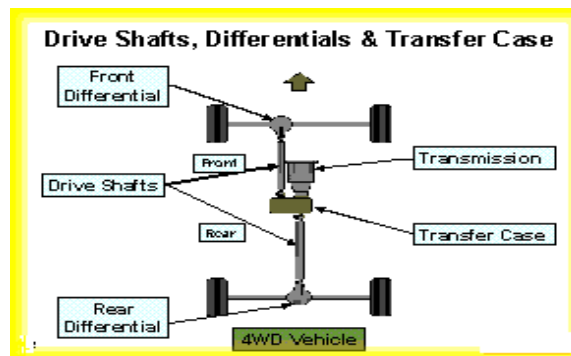 Drive Shafts, Differentials & Transfer Case
Front
Differential
Front
Transmission
Drive Shafts
Rear
Transfer Case
Rear
Differential
4WD Vehicle